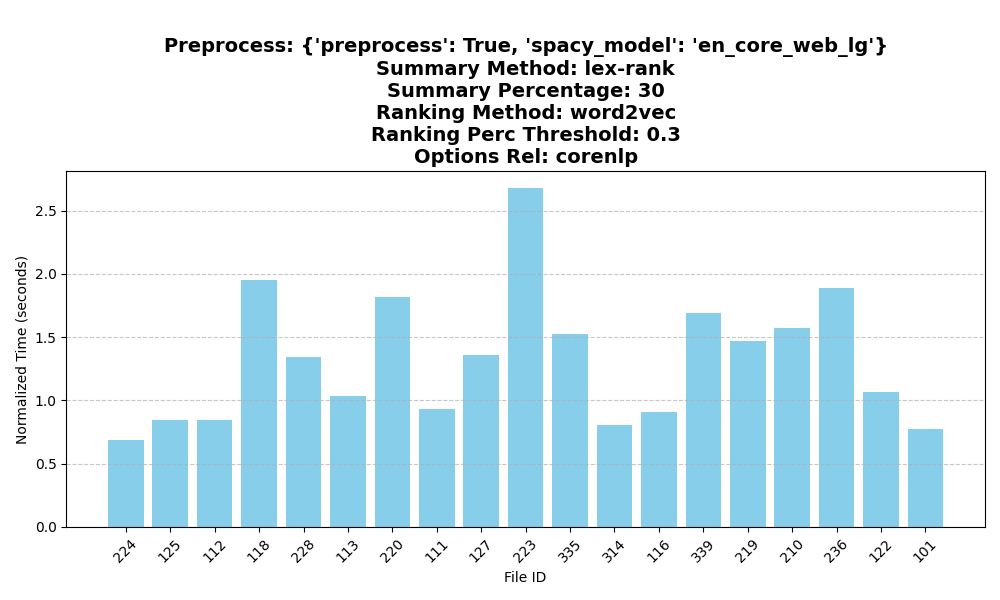 Preprocess: {'preprocess': True, 'spacy_model': 'en_core_web_lg'}
Summary Method: lex-rank
Summary Percentage: 30
Ranking Method: word2vec
Ranking Perc Threshold: 0.3
Options Rel: corenlp
Normalized Time (seconds)
2.5
2.0
1.5
1.0
0.5
0.0
224 125 112 118 228 113 220 111 127 223 335 314 116 339 219 210 236 122 101
File ID